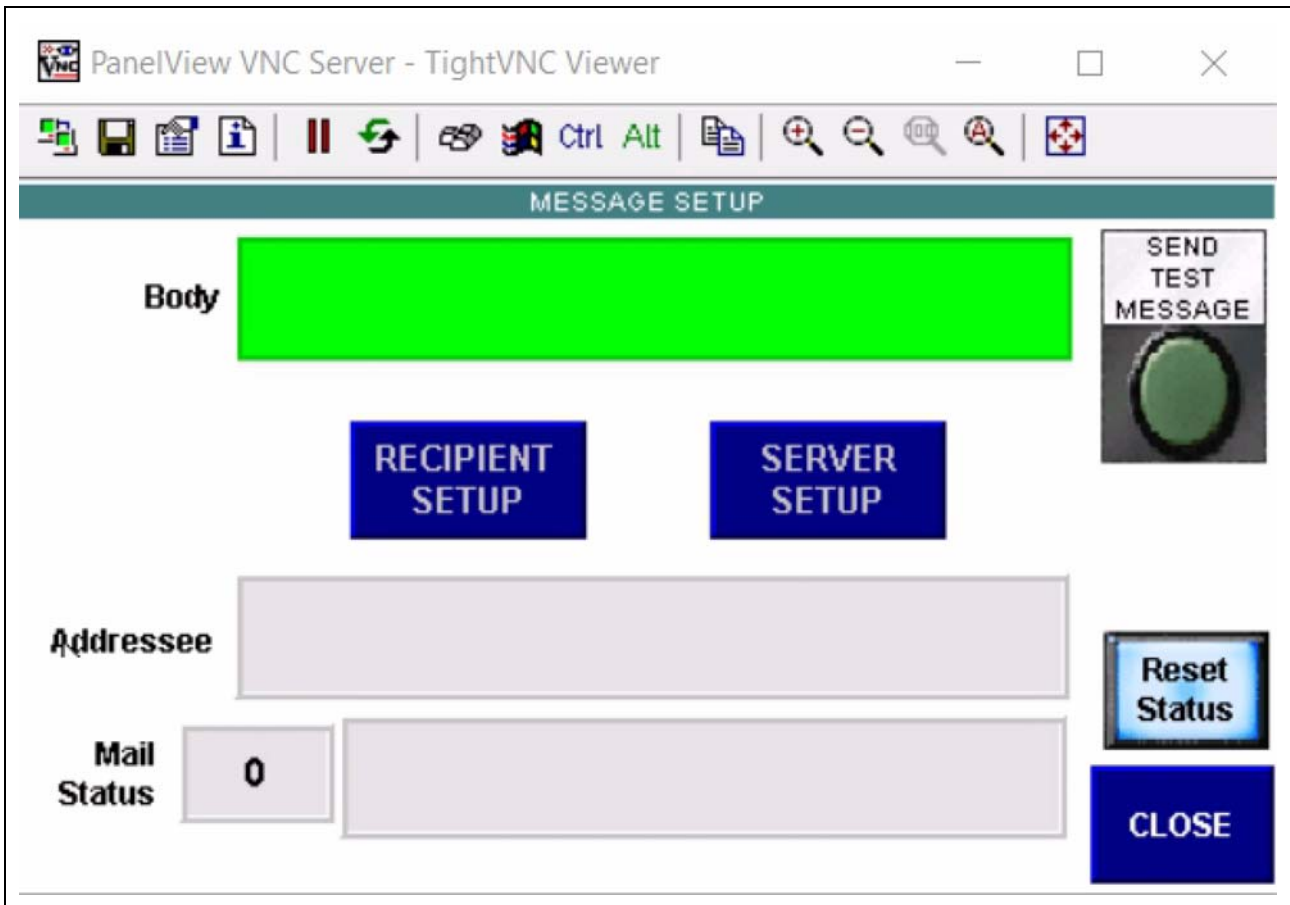 PanelView VNC Server - TightVNC Viewer
Ctrl Alt
MESSAGE SETUP
Body
SEND
TEST
MESSAGE
RECIPIENT
SETUP
SERVER
SETUP
Addressee
Reset
Status
Mail
Status
0
CLOSE